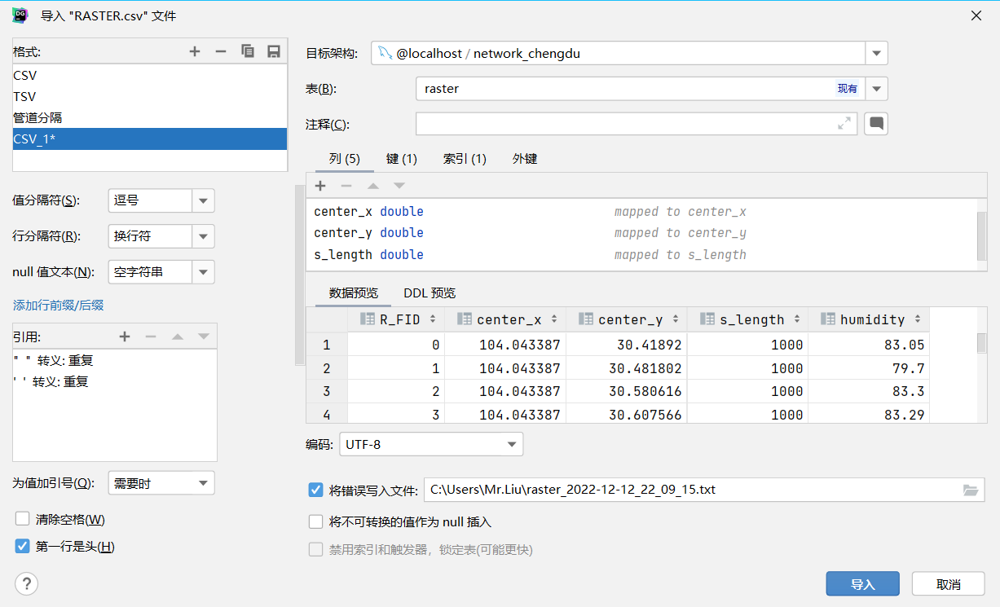 DG
导入 "RASTER.csv" 文件
格式:
CSV
TSV
管道分隔
CSV_1*
值分隔符(S):
逗号
行分隔符(R):
换行符
null 值文本(N):
空字符串
添加行前缀/后缀
引用:
" " 转义: 重复
' ' 转义: 重复
为值加引号(Q):
需要时
清除空格(W)
第一行是头(H)
?
目标架构:
@localhost / network_chengdu
表(B):
raster
现有
注释(C):
列 (5) 键 (1) 索引 (1) 外键
center_x double mapped to center_x
center_y double mapped to center_y
s_length double mapped to s_length
数据预览 DDL 预览
R_FID center_x center_y s_length humidity
1 0 104.043387 30.41892 1000 83.05
2 1 104.043387 30.481802 1000 79.7
3 2 104.043387 30.580616 1000 83.3
4 3 104.043387 30.607566 1000 83.29
编码: UTF-8
将错误写入文件: C:\Users\Mr.Liu\raster_2022-12-12_22_09_15.txt
将不可转换的值作为 null 插入
禁用索引和触发器，锁定表(可能更快)
导入 取消